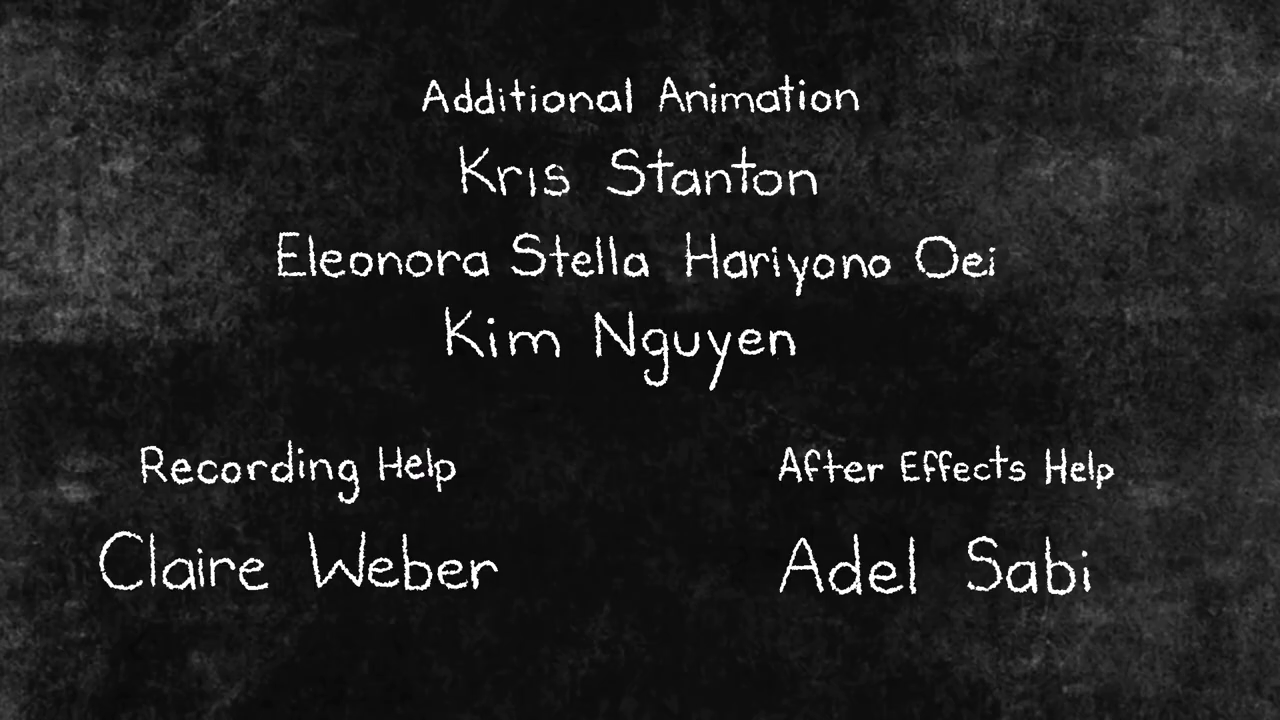 Additional Animation
Kris Stanton
Eleonora Stella Hariyono Oei
Kim Nguyen
Recording Help
Claire Weber
After Effects Help
Adel Sabi